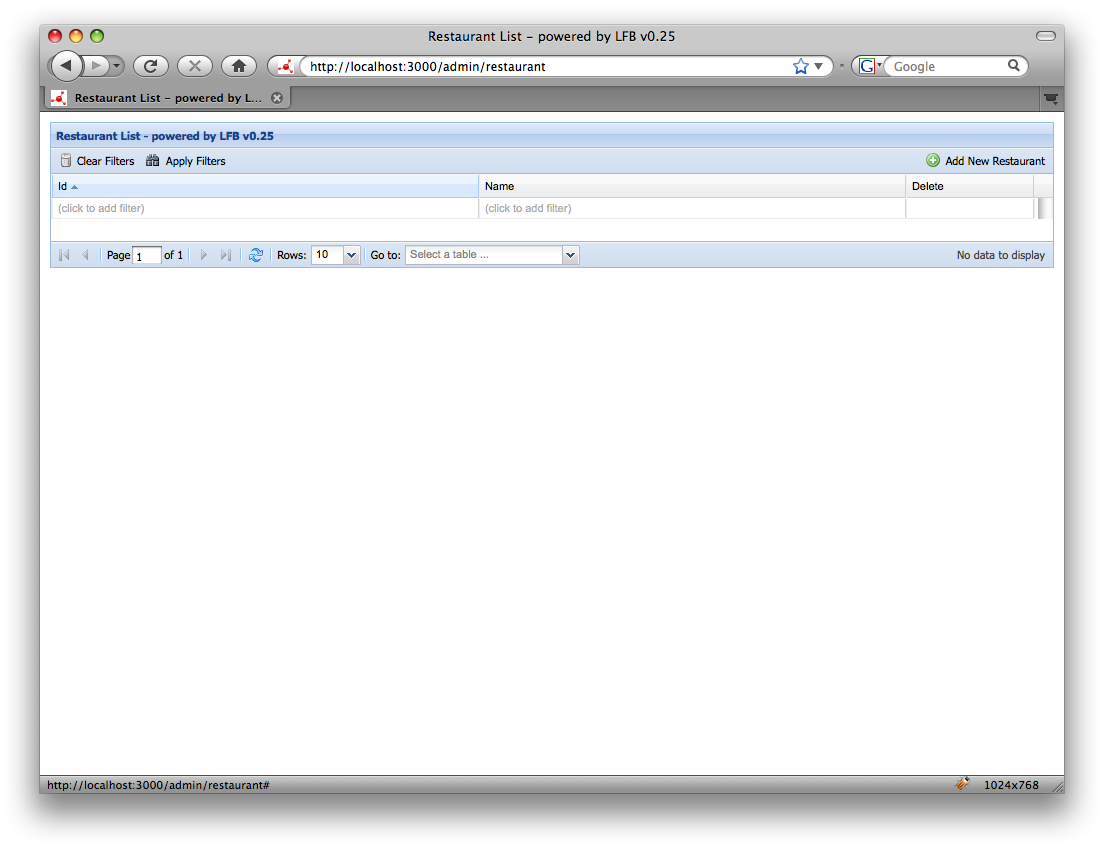 Restaurant List - powered by LFB v0.25
http://localhost:3000/admin/restaurant
G Google
Restaurant List - powered by L...
Restaurant List - powered by LFB v0.25
Clear Filters Apply Filters Add New Restaurant
Id Name Delete
(click to add filter) (click to add filter)
Page 1 of 1 Rows: 10 Go to: Select a table ... No data to display
http://localhost:3000/admin/restaurant# 1024x768